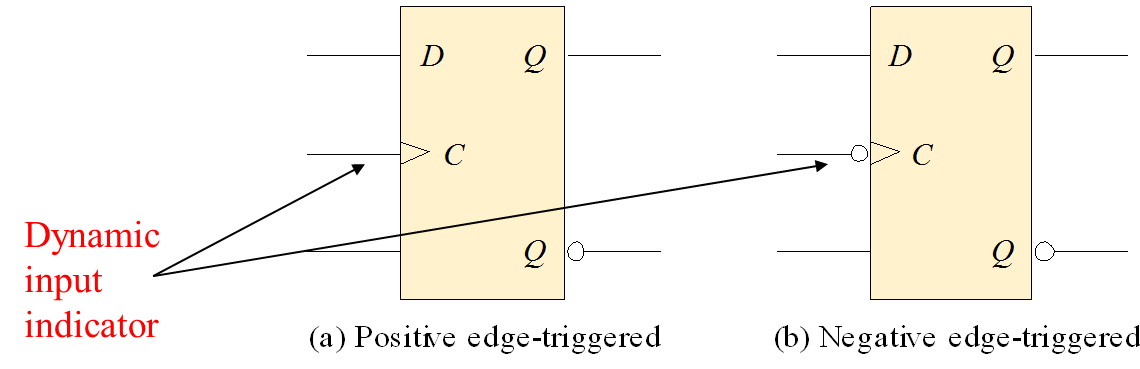 D Q
D Q
C
C
Dynamic
input
indicator
Q
Q
(a) Positive edge-triggered
(b) Negative edge-triggered